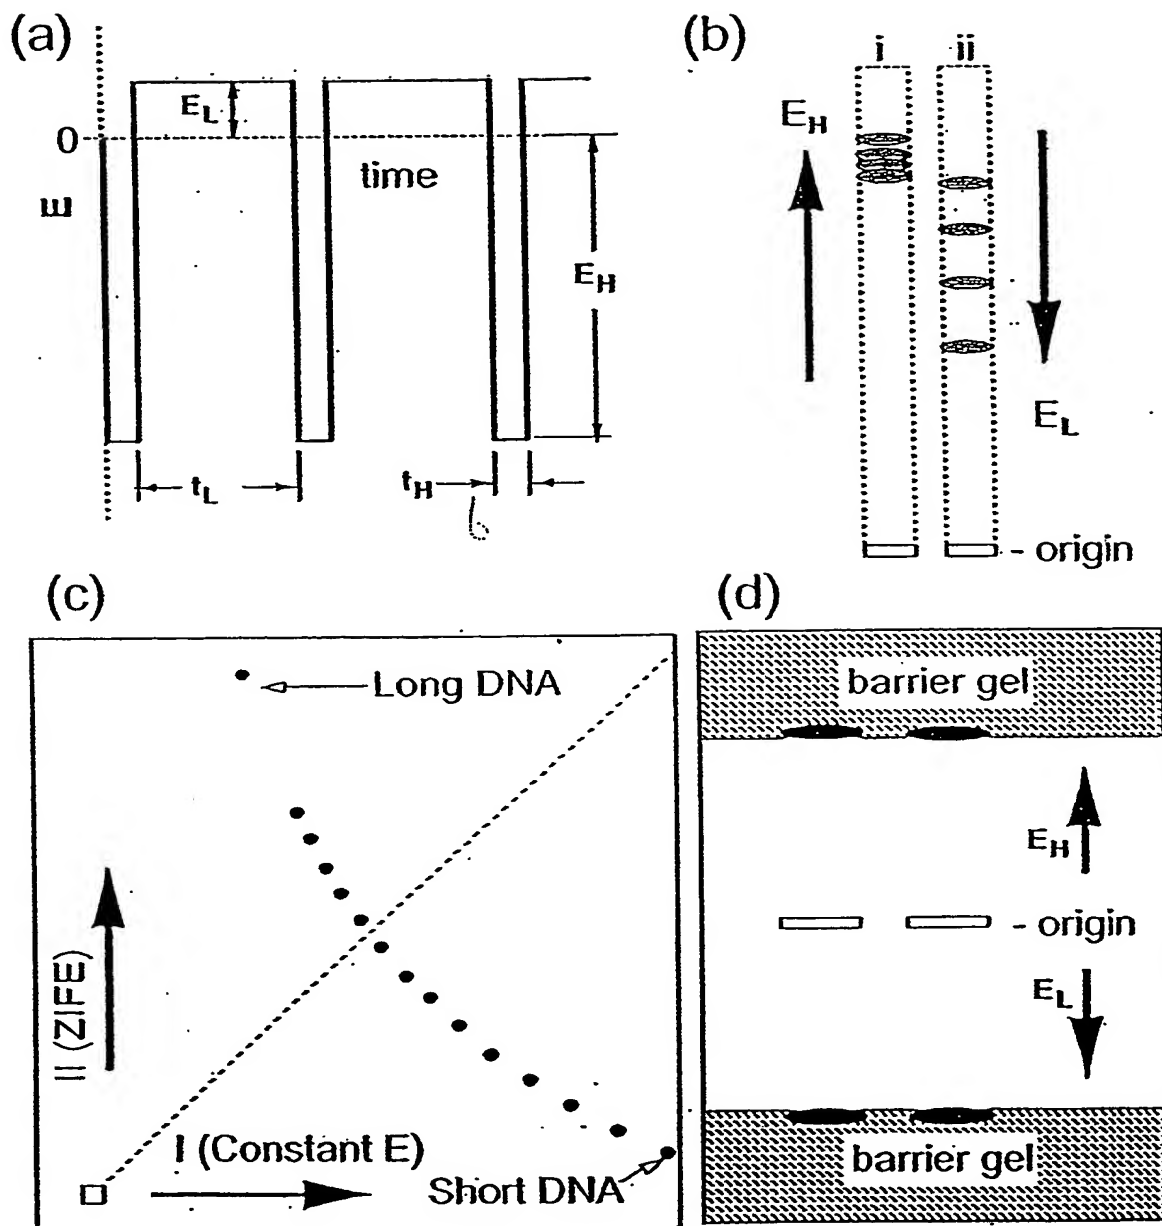 (a)
E_L
0
time
E
E_H
t_L
t_H
6
(b)
i
ii
E_H
E_L
- origin
(c)
Long DNA
II (ZIFE)
I (Constant E)
Short DNA
(d)
barrier gel
E_H
- origin
E_L
barrier gel